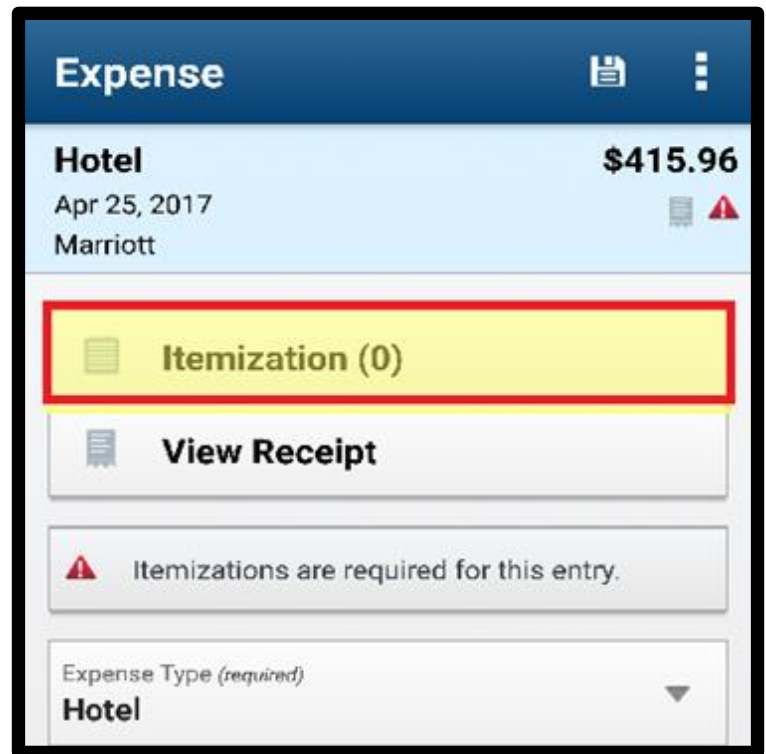 Expense
Hotel $415.96
Apr 25, 2017
Marriott
Itemization (0)
View Receipt
Itemizations are required for this entry.
Expense Type (required)
Hotel